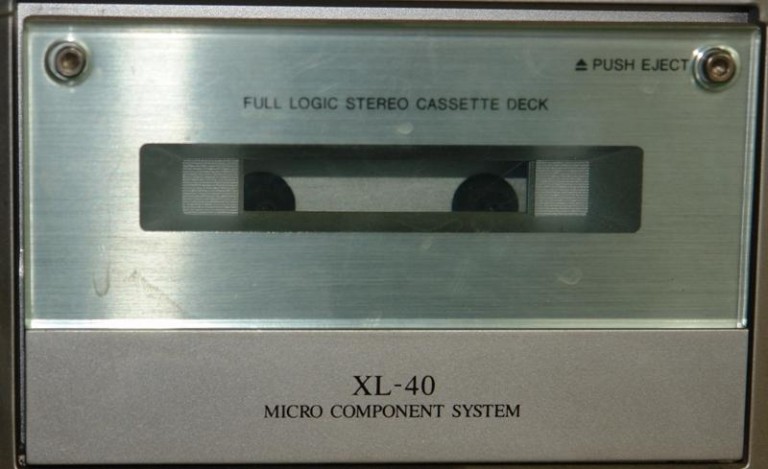 ▲ PUSH EJECT
FULL LOGIC STEREO CASSETTE DECK
XL-40
MICRO COMPONENT SYSTEM